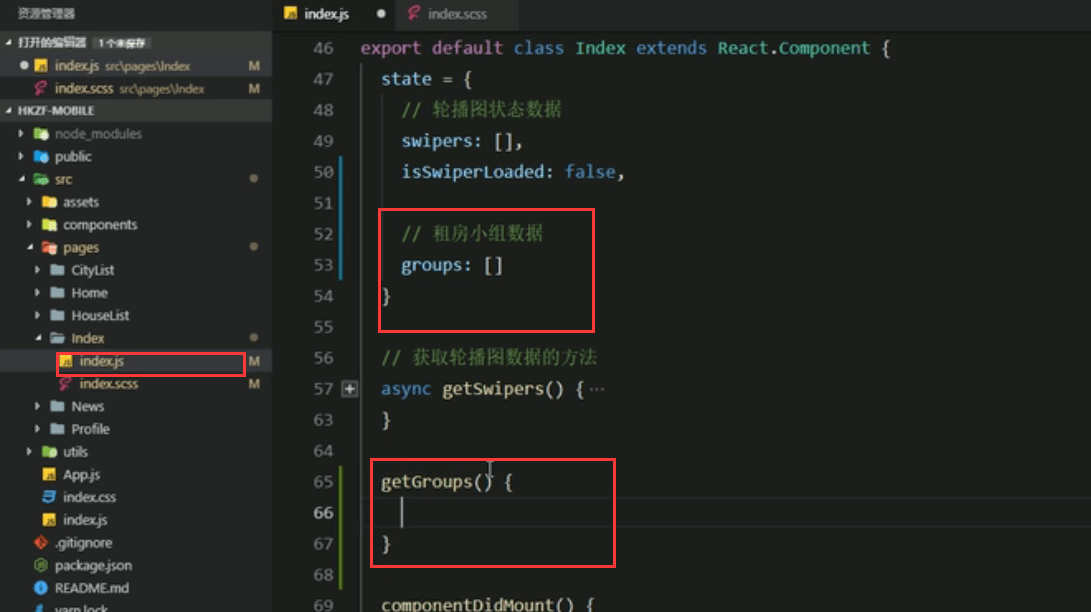 资源管理器
打开的编辑器 1 个未保存
index.js src\pages\Index M
index.scss src\pages\Index M
HKZF-MOBILE
node_modules
public
src
assets
components
pages
CityList
Home
HouseList
Index
index.js M
index.scss M
News
Profile
utils
App.js
index.css
index.js
.gitignore
package.json
README.md
yarn.lock
index.js
index.scss
46 export default class Index extends React.Component {
47 state = {
48 // 轮播图状态数据
49 swipers: [],
50 isSwiperLoaded: false,
51
52 // 租房小组数据
53 groups: []
54 }
55
56 // 获取轮播图数据的方法
57 async getSwipers() { ...
63 }
64
65 getGroups() {
66
67 }
68
69 componentDidMount() {